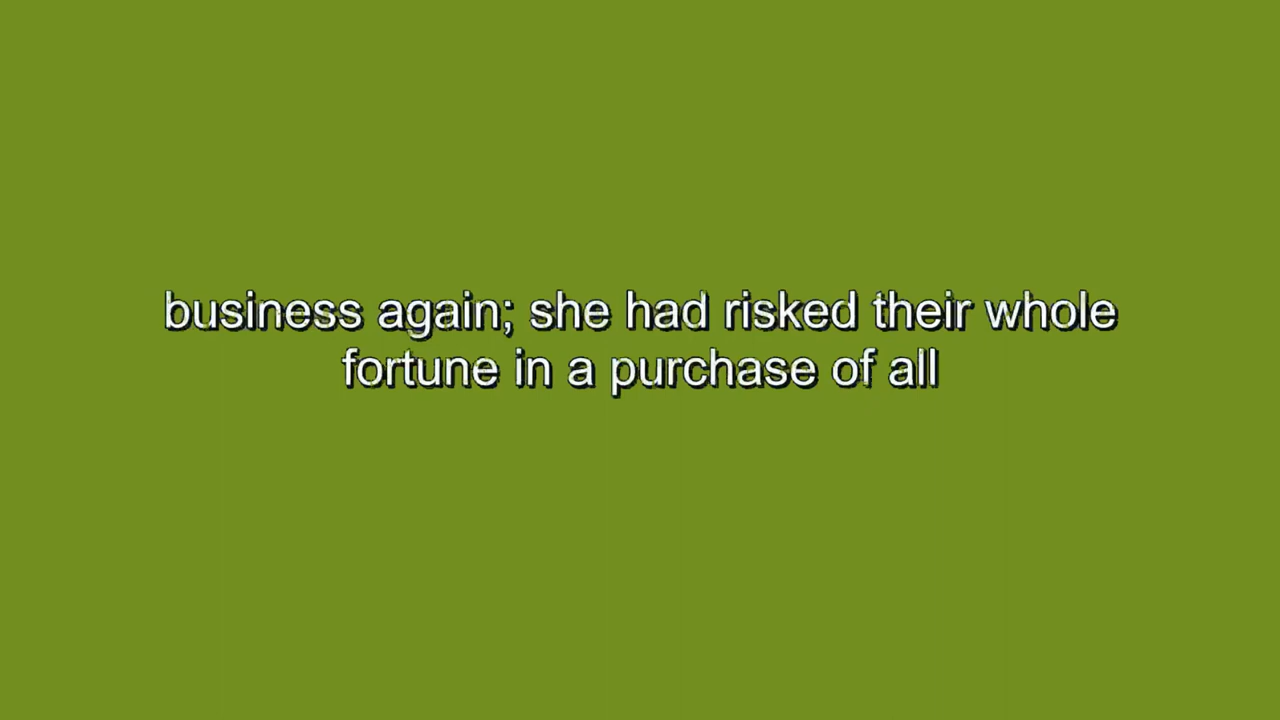 business again; she had risked their whole
fortune in a purchase of all